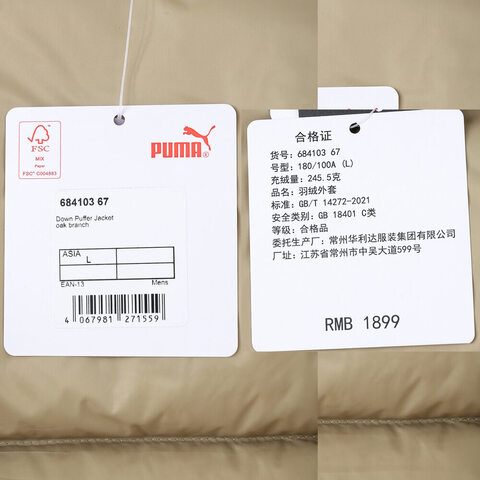 FSC
MIX
Paper
FSC® C004683
PUMA
684103 67
Down Puffer Jacket
oak branch
ASIA
L
EAN-13 Mens
4 067981 271559
合格证
货号：684103 67
号型：180/100A (L)
充绒量：245.5克
品名：羽绒外套
标准：GB/T 14272-2021
安全类别：GB 18401 C类
等级：合格品
委托生产厂：常州华利达服装集团有限公司
厂址：江苏省常州市中吴大道599号
RMB 1899